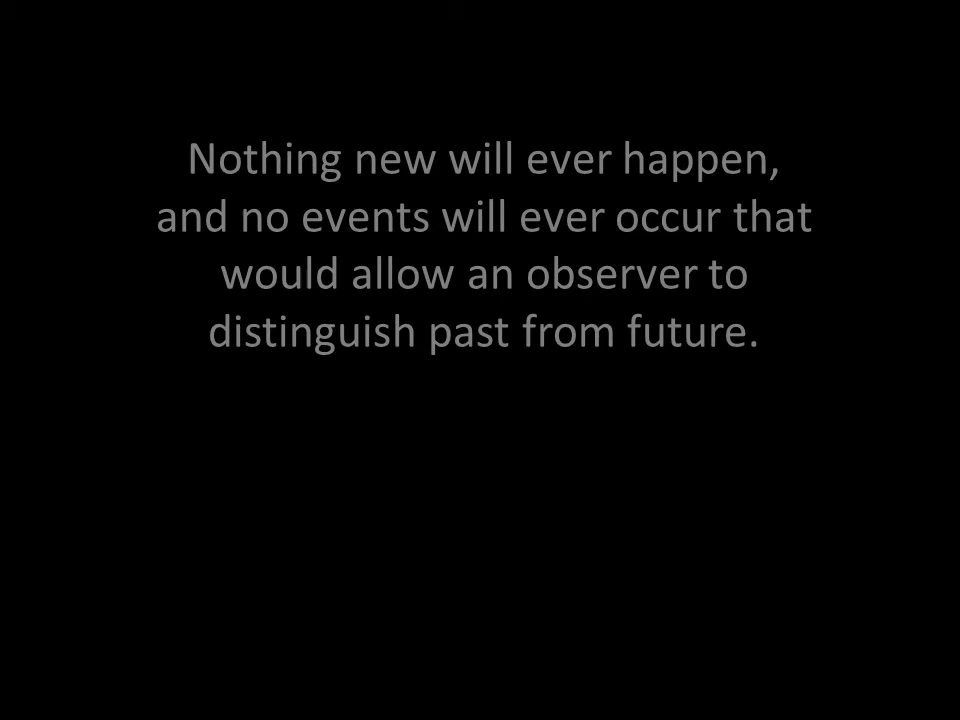 Nothing new will ever happen,
and no events will ever occur that
would allow an observer to
distinguish past from future.